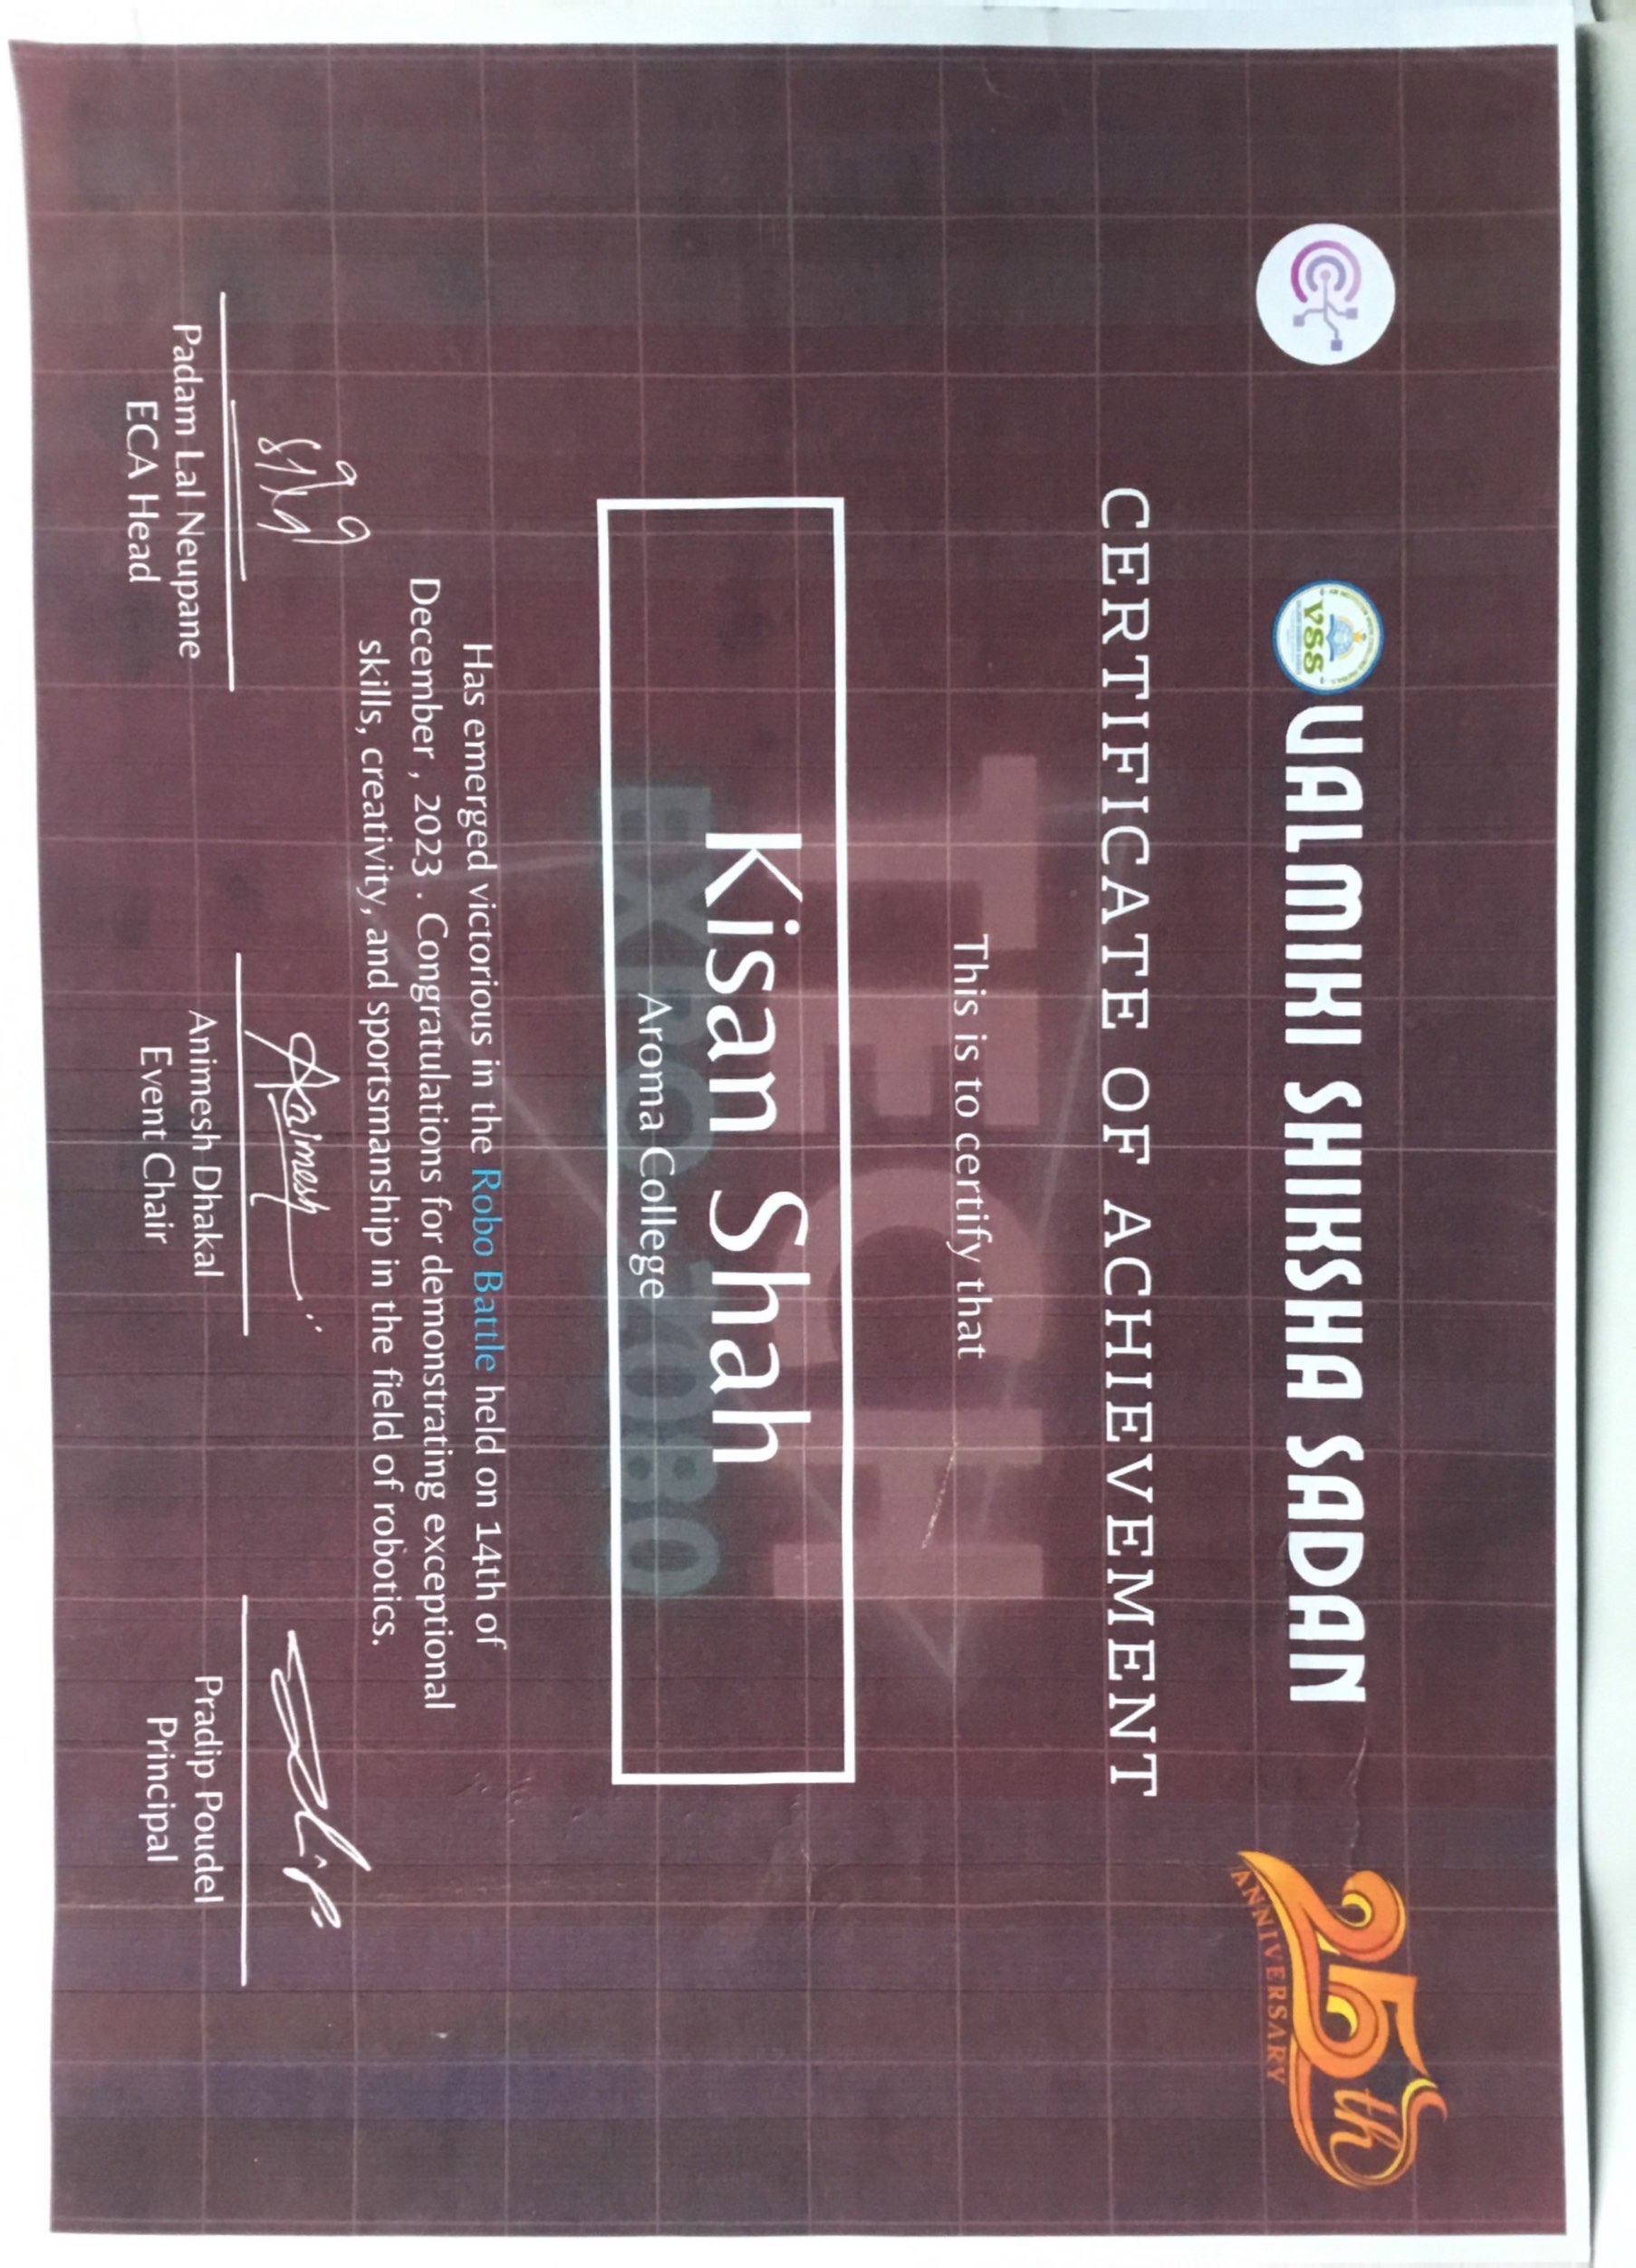 VSS
VALMIKI SHIKSHA SADAN
25th
ANNIVERSARY
CERTIFICATE OF ACHIEVEMENT
This is to certify that
TECH
EXPO
Kisan Shah
Aroma College
Has emerged victorious in the Robo Battle held on 14th of
December , 2023 . Congratulations for demonstrating exceptional
skills, creativity, and sportsmanship in the field of robotics.
Padam Lal Neupane
ECA Head
Animesh
Animesh Dhakal
Event Chair
Pradip Poudel
Principal